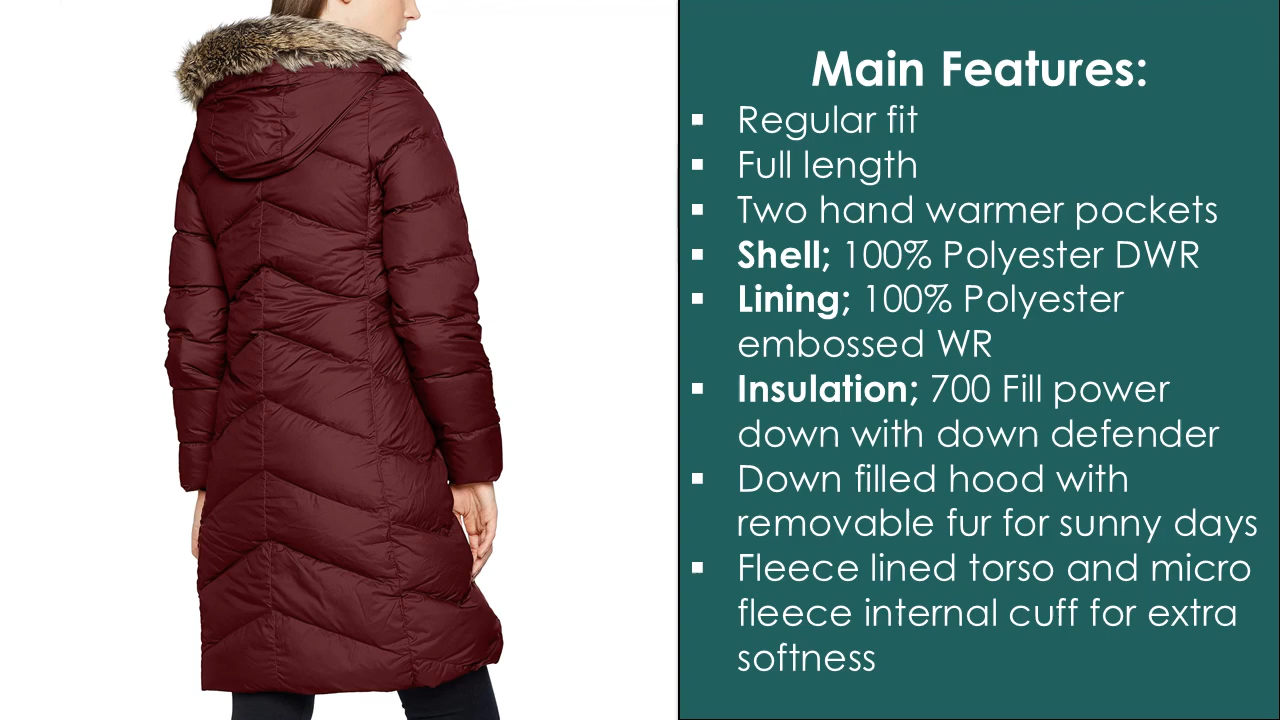 Main Features:
▪ Regular fit
▪ Full length
▪ Two hand warmer pockets
▪ Shell; 100% Polyester DWR
▪ Lining; 100% Polyester
embossed WR
▪ Insulation; 700 Fill power
down with down defender
▪ Down filled hood with
removable fur for sunny days
▪ Fleece lined torso and micro
fleece internal cuff for extra
softness